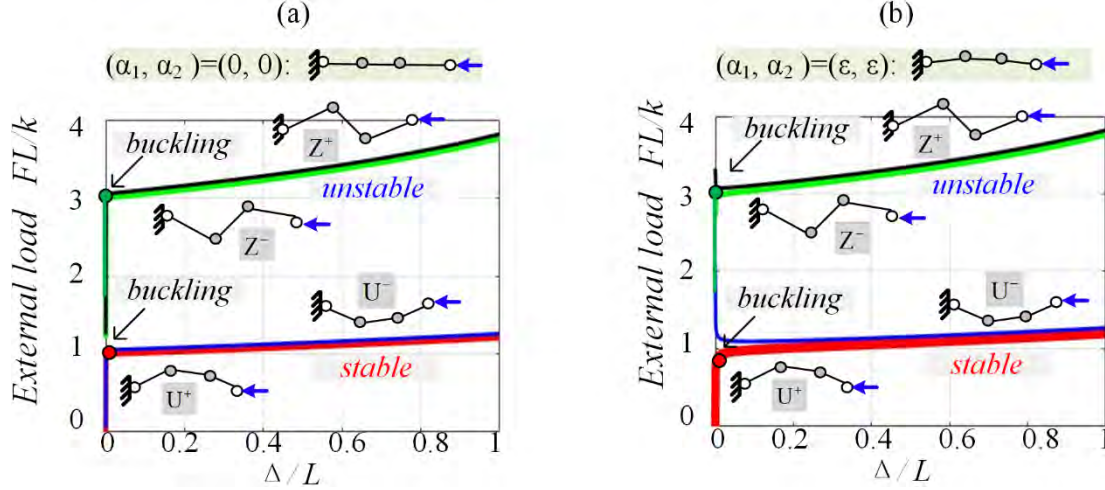 (a)
(α₁, α₂ )=(0, 0):
External load FL/k
4
3
2
1
0
buckling
Z⁺
unstable
Z⁻
buckling
U⁻
stable
U⁺
0 0.2 0.4 0.6 0.8 1
Δ / L
(b)
(α₁, α₂ )=(ε, ε):
External load FL/k
4
3
2
1
0
buckling
Z⁺
unstable
Z⁻
buckling
U⁻
stable
U⁺
0 0.2 0.4 0.6 0.8 1
Δ / L